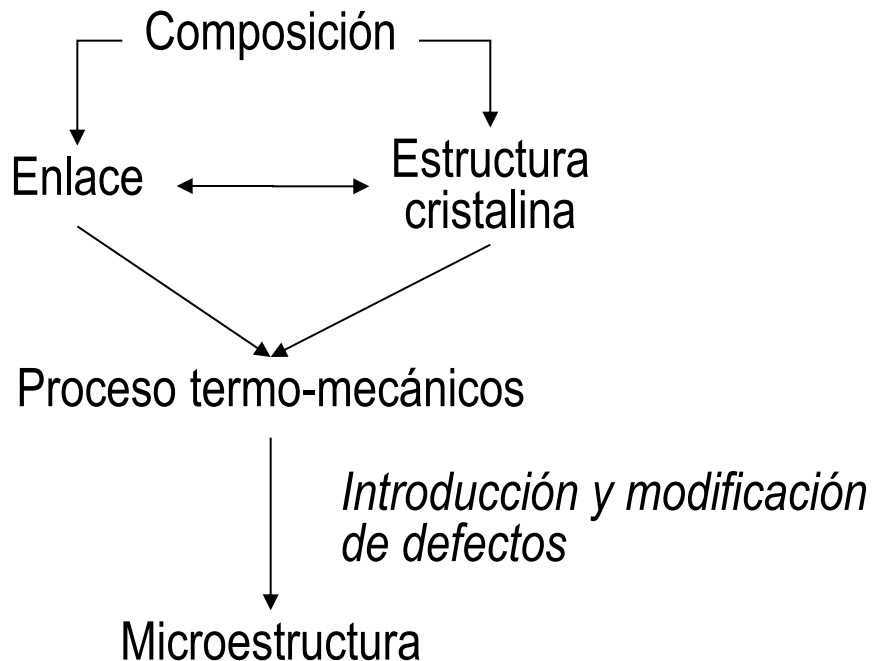 Composición
Enlace
Estructura
cristalina
Proceso termo-mecánicos
Introducción y modificación
de defectos
Microestructura